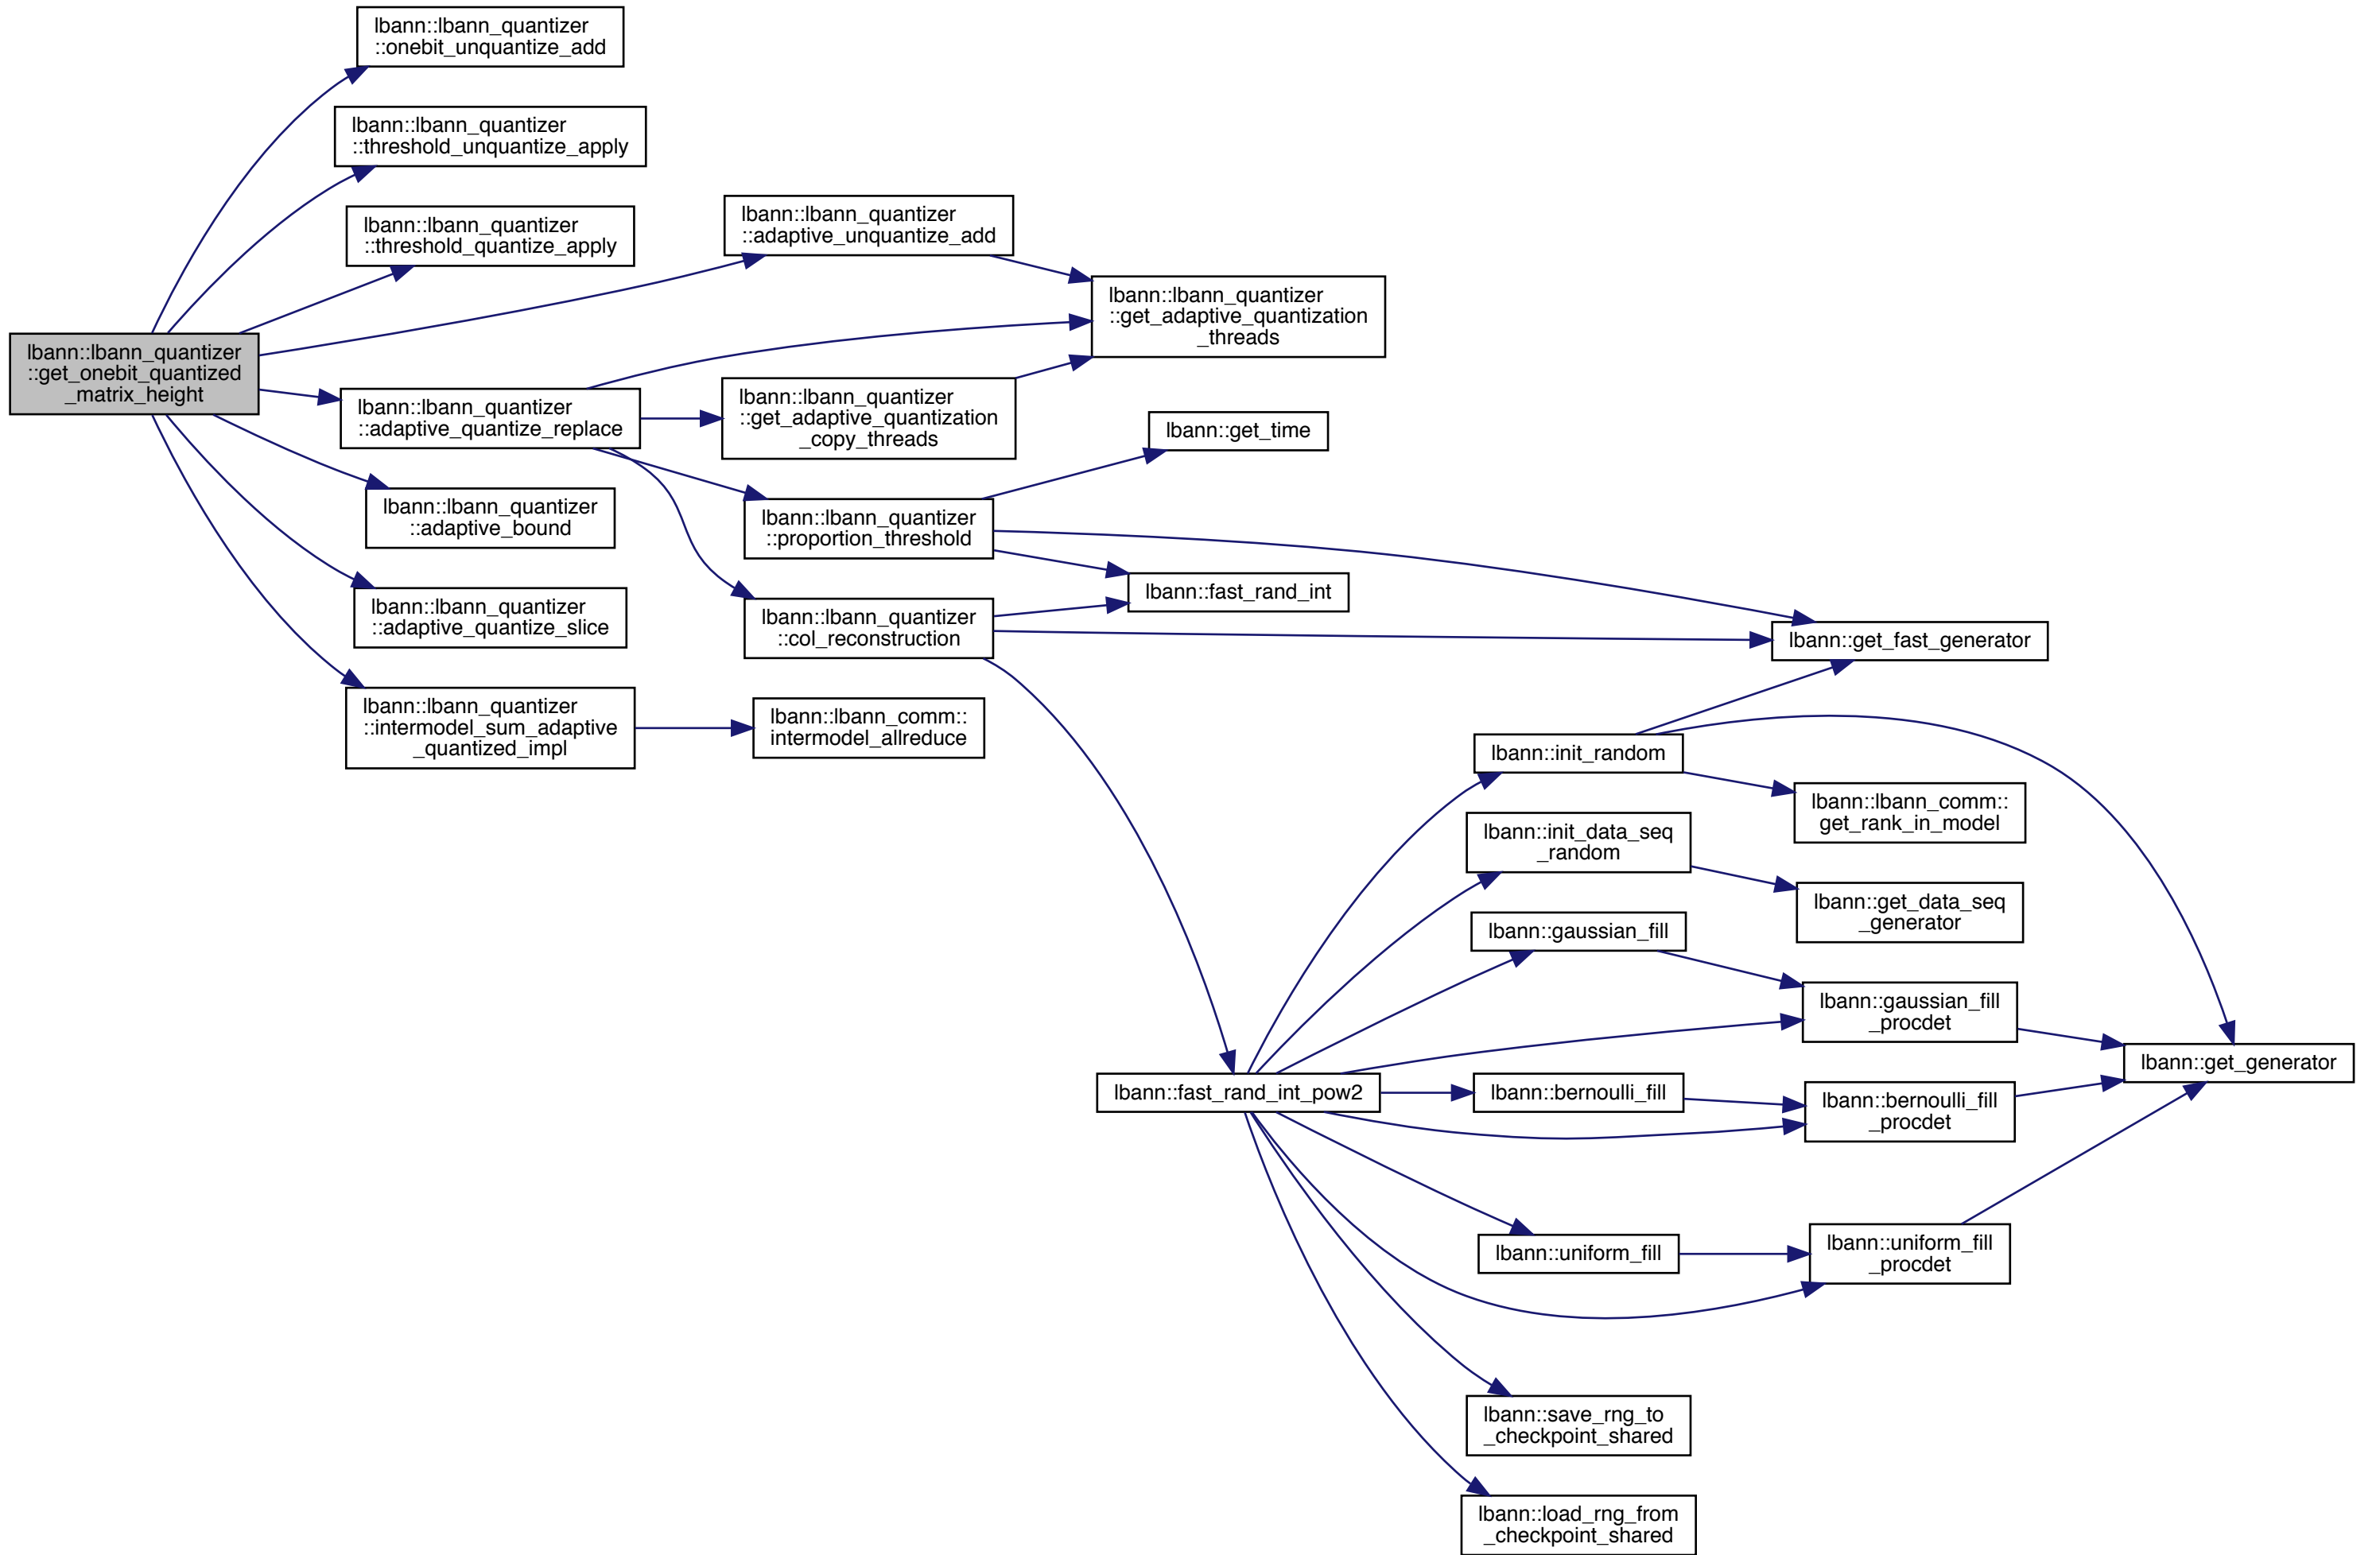 lbann::lbann_quantizer
::onebit_unquantize_add
lbann::lbann_quantizer
::threshold_unquantize_apply
lbann::lbann_quantizer
::threshold_quantize_apply
lbann::lbann_quantizer
::adaptive_unquantize_add
lbann::lbann_quantizer
::get_adaptive_quantization
_threads
lbann::lbann_quantizer
::get_onebit_quantized
_matrix_height
lbann::lbann_quantizer
::adaptive_quantize_replace
lbann::lbann_quantizer
::get_adaptive_quantization
_copy_threads
lbann::get_time
lbann::lbann_quantizer
::adaptive_bound
lbann::lbann_quantizer
::proportion_threshold
lbann::fast_rand_int
lbann::lbann_quantizer
::adaptive_quantize_slice
lbann::lbann_quantizer
::col_reconstruction
lbann::get_fast_generator
lbann::lbann_quantizer
::intermodel_sum_adaptive
_quantized_impl
lbann::lbann_comm::
intermodel_allreduce
lbann::init_random
lbann::lbann_comm::
get_rank_in_model
lbann::init_data_seq
_random
lbann::get_data_seq
_generator
lbann::gaussian_fill
lbann::gaussian_fill
_procdet
lbann::get_generator
lbann::fast_rand_int_pow2
lbann::bernoulli_fill
lbann::bernoulli_fill
_procdet
lbann::uniform_fill
lbann::uniform_fill
_procdet
lbann::save_rng_to
_checkpoint_shared
lbann::load_rng_from
_checkpoint_shared